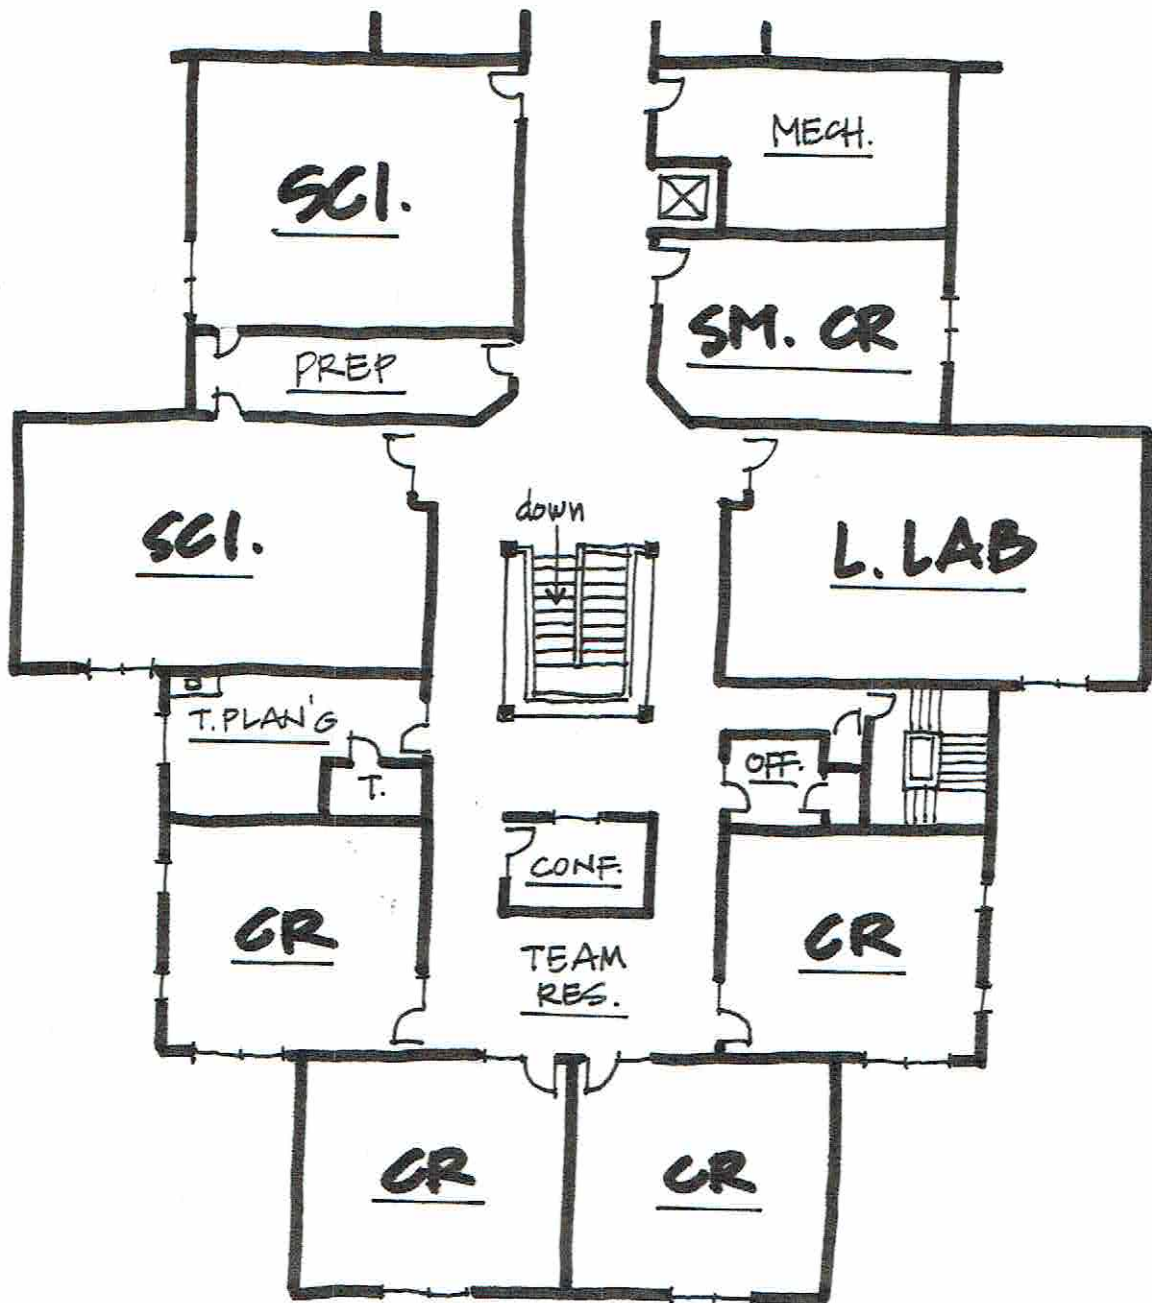 MECH.
SCI.
SM. CR
PREP
down
SCI.
L. LAB
T. PLAN'G
OFF.
T.
CONF.
CR
CR
TEAM
RES.
CR
CR